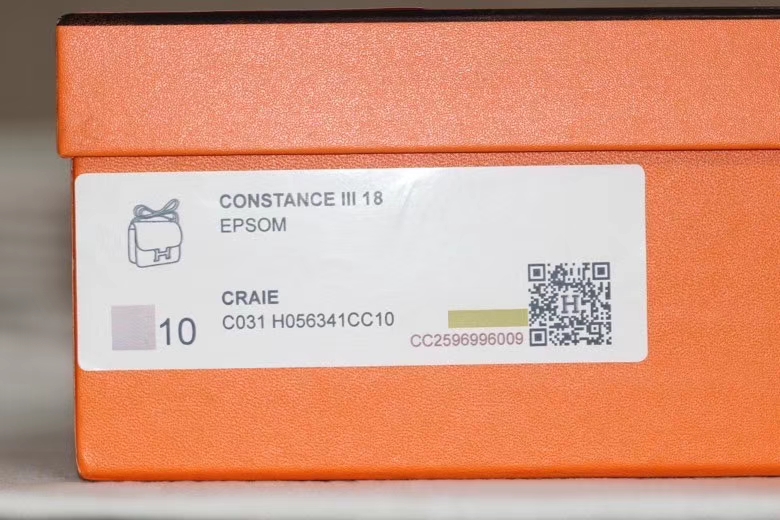 CONSTANCE III 18
EPSOM
CRAIE
C031 H056341CC10
10
CC2596996009
H